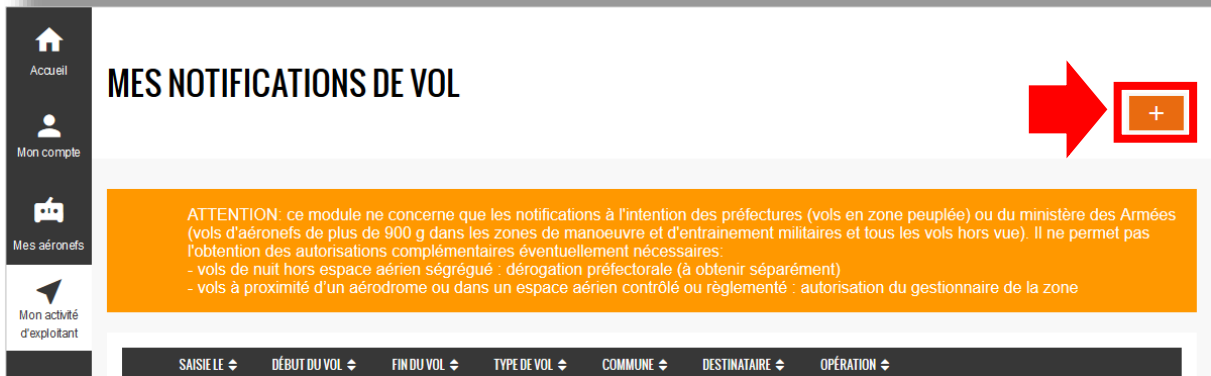 Accueil
MES NOTIFICATIONS DE VOL
+
Mon compte
Mes aéronefs
ATTENTION: ce module ne concerne que les notifications à l'intention des préfectures (vols en zone peuplée) ou du ministère des Armées
(vols d'aéronefs de plus de 900 g dans les zones de manoeuvre et d'entrainement militaires et tous les vols hors vue). Il ne permet pas
l'obtention des autorisations complémentaires éventuellement nécessaires:
- vols de nuit hors espace aérien ségrégué : dérogation préfectorale (à obtenir séparément)
- vols à proximité d'un aérodrome ou dans un espace aérien contrôlé ou règlementé : autorisation du gestionnaire de la zone
Mon activité
d'exploitant
SAISIE LE DÉBUT DU VOL FIN DU VOL TYPE DE VOL COMMUNE DESTINATAIRE OPÉRATION